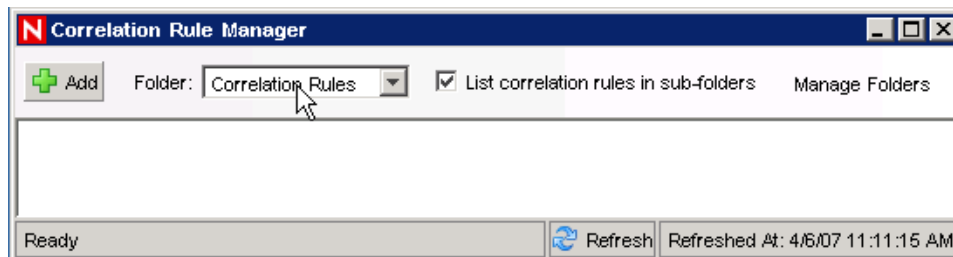 N Correlation Rule Manager
Add Folder: Correlation Rules List correlation rules in sub-folders Manage Folders
Ready Refresh Refreshed At: 4/6/07 11:11:15 AM